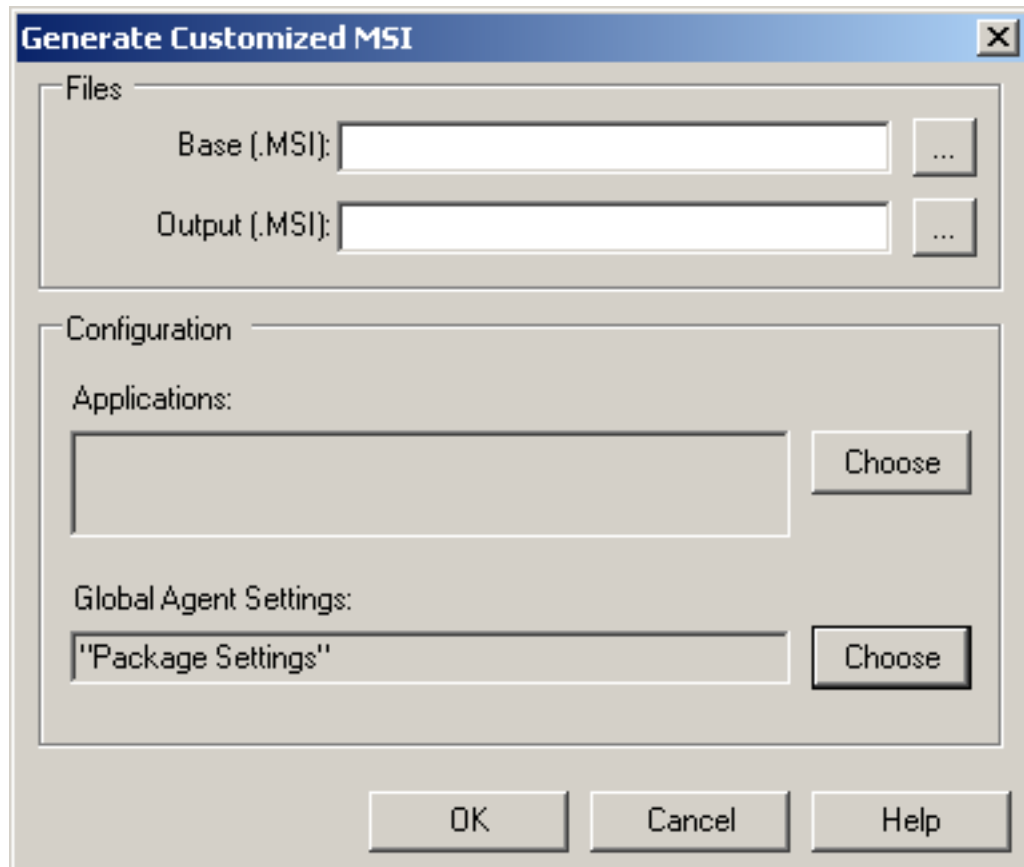 Generate Customized MSI
Files
Base (.MSI):
...
Output (.MSI):
...
Configuration
Applications:
Choose
Global Agent Settings:
"Package Settings"
Choose
OK
Cancel
Help